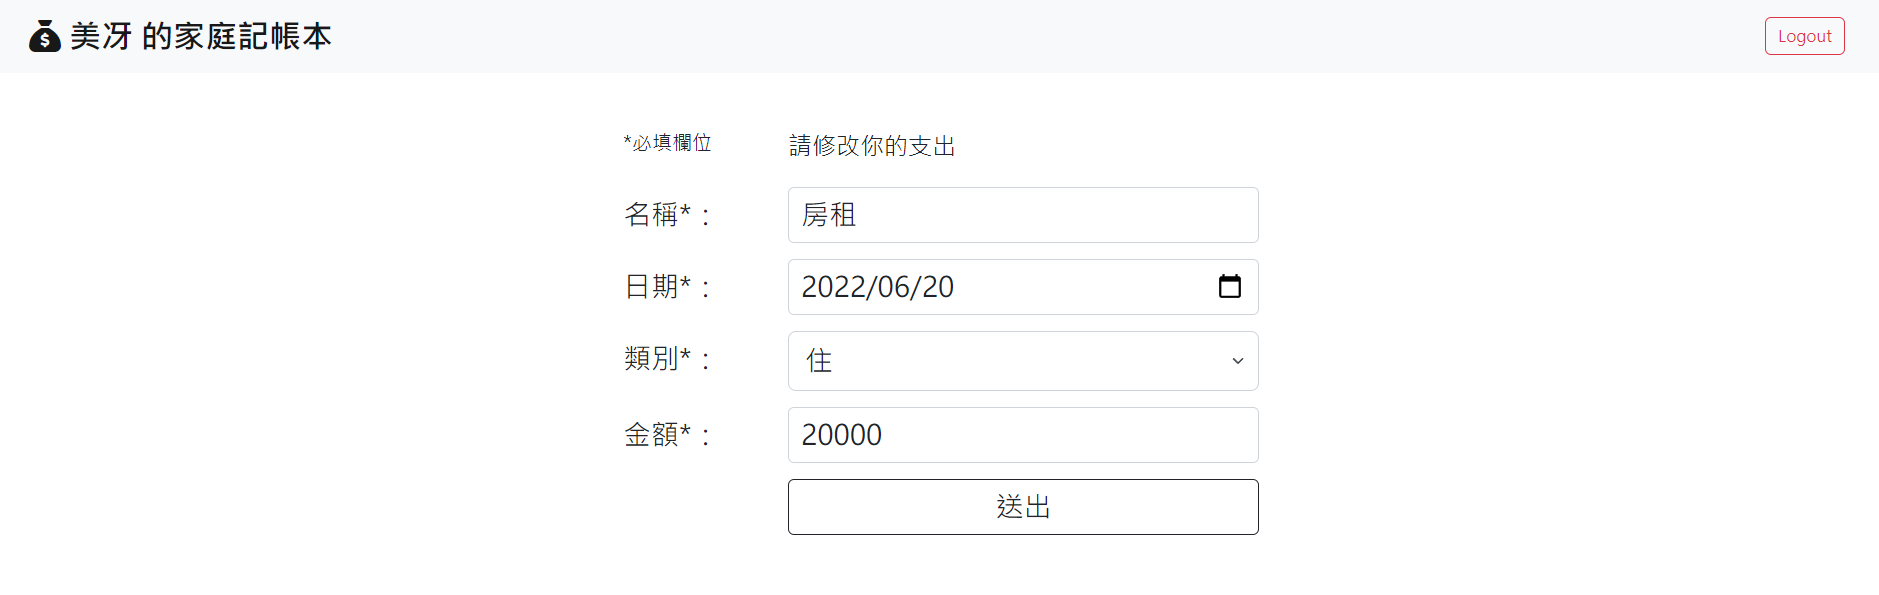 美冴 的家庭記帳本
Logout
*必填欄位 請修改你的支出
名稱*： 房租
日期*： 2022/06/20
類別*： 住
金額*： 20000
送出